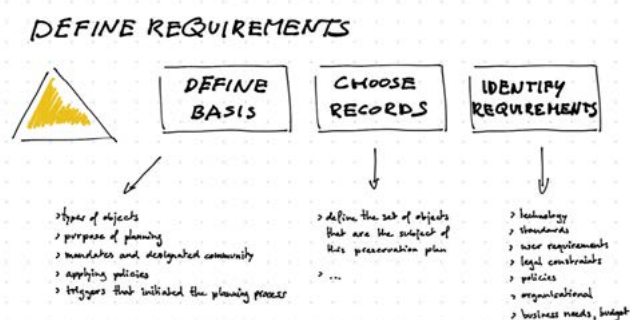 DEFINE REQUIREMENTS
DEFINE
BASIS
CHOOSE
RECORDS
IDENTIFY
REQUIREMENTS
> types of objects
> purpose of planning
> mandates and designated community
> applying policies
> triggers that initiated the planning process
> define the set of objects
that are the subject of
this preservation plan
> ...
> technology
> standards
> user requirements
> legal constraints
> policies
> organisational
> business needs, budget